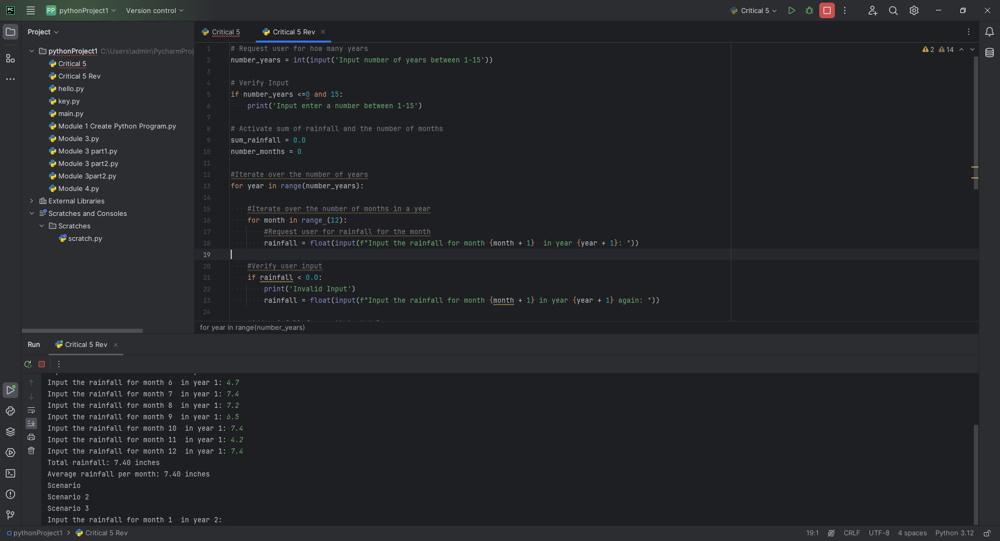 PC
PP pythonProject1
Version control
Critical 5
Project
Critical 5
Critical 5 Rev
pythonProject1 C:\Users\admin\PycharmProj
Critical 5
Critical 5 Rev
hello.py
key.py
main.py
Module 1 Create Python Program.py
Module 3.py
Module 3 part1.py
Module 3 part2.py
Module 3part2.py
Module 4.py
External Libraries
Scratches and Consoles
Scratches
scratch.py
2 14
1 # Request user for how many years
2 number_years = int(input('Input number of years between 1-15'))
3
4 # Verify Input
5 if number_years <=0 and 15:
6 print('Input enter a number between 1-15')
7
8 # Activate sum of rainfall and the number of months
9 sum_rainfall = 0.0
10 number_months = 0
11
12 #Iterate over the number of years
13 for year in range(number_years):
14
15 #Iterate over the number of months in a year
16 for month in range (12):
17 #Request user for rainfall for the month
18 rainfall = float(input(f"Input the rainfall for month {month + 1}  in year {year + 1}: "))
19
20 #Verify user input
21 if rainfall < 0.0:
22 print('Invalid Input')
23 rainfall = float(input(f"Input the rainfall for month {month + 1} in year {year + 1} again: "))
24
for year in range(number_years)
Run
Critical 5 Rev
Input the rainfall for month 6  in year 1: 4.7
Input the rainfall for month 7  in year 1: 7.4
Input the rainfall for month 8  in year 1: 7.2
Input the rainfall for month 9  in year 1: 6.5
Input the rainfall for month 10  in year 1: 7.4
Input the rainfall for month 11  in year 1: 4.2
Input the rainfall for month 12  in year 1: 7.4
Total rainfall: 7.40 inches
Average rainfall per month: 7.40 inches
Scenario
Scenario 2
Scenario 3
Input the rainfall for month 1  in year 2:
pythonProject1 > Critical 5 Rev
19:1 CRLF UTF-8 4 spaces Python 3.12